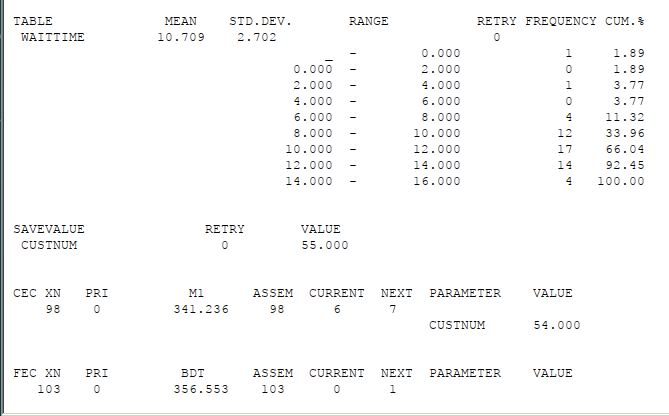 TABLE MEAN STD.DEV. RANGE RETRY FREQUENCY CUM.%
WAITTIME 10.709 2.702 0
_ - 0.000 1 1.89
0.000 - 2.000 0 1.89
2.000 - 4.000 1 3.77
4.000 - 6.000 0 3.77
6.000 - 8.000 4 11.32
8.000 - 10.000 12 33.96
10.000 - 12.000 17 66.04
12.000 - 14.000 14 92.45
14.000 - 16.000 4 100.00
SAVEVALUE RETRY VALUE
CUSTNUM 0 55.000
CEC XN PRI M1 ASSEM CURRENT NEXT PARAMETER VALUE
98 0 341.236 98 6 7
CUSTNUM 54.000
FEC XN PRI BDT ASSEM CURRENT NEXT PARAMETER VALUE
103 0 356.553 103 0 1